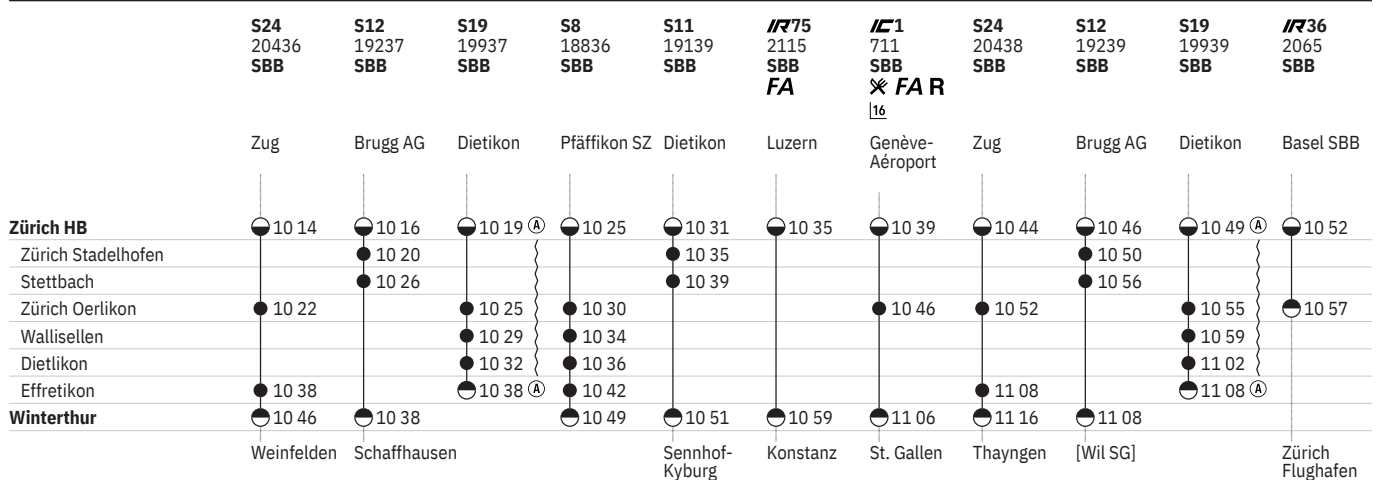 S24 S12 S19 S8 S11 IR75 IC1 S24 S12 S19 IR36
20436 19237 19937 18836 19139 2115 711 20438 19239 19939 2065
SBB SBB SBB SBB SBB SBB SBB SBB SBB SBB SBB
FA FA R
16
Zug Brugg AG Dietikon Pfäffikon SZ Dietikon Luzern Genève- Zug Brugg AG Dietikon Basel SBB
Aéroport
Zürich HB 10 14 10 16 10 19 A 10 25 10 31 10 35 10 39 10 44 10 46 10 49 A 10 52
Zürich Stadelhofen 10 20 10 35 10 50
Stettbach 10 26 10 39 10 56
Zürich Oerlikon 10 22 10 25 10 30 10 46 10 52 10 55 10 57
Wallisellen 10 29 10 34 10 59
Dietlikon 10 32 10 36 11 02
Effretikon 10 38 10 38 A 10 42 11 08 11 08 A
Winterthur 10 46 10 38 10 49 10 51 10 59 11 06 11 16 11 08
Weinfelden Schaffhausen Sennhof- Konstanz St. Gallen Thayngen [Wil SG] Zürich
Kyburg Flughafen